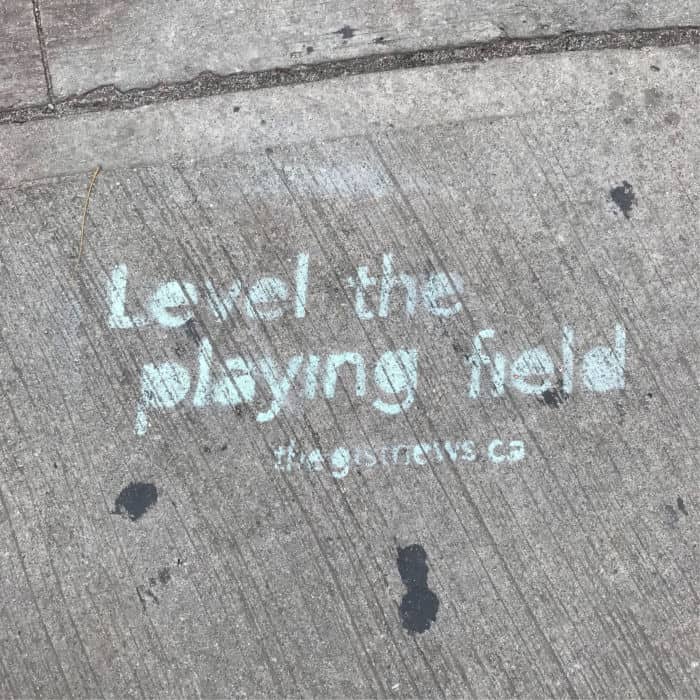 Level the
playing field
thegistnews.ca